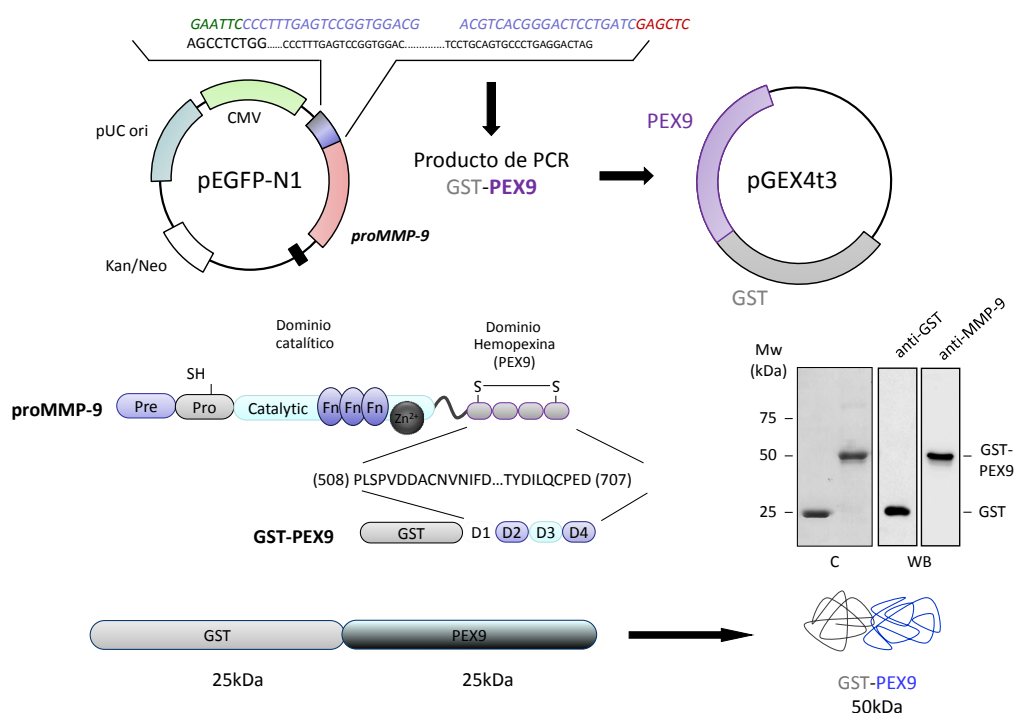 GAATTCCCCTTTGAGTCCGGTGGACG ACGTCACGGGACTCCTGATCGAGCTC
AGCCTCTGG……CCCTTTGAGTCCGGTGGAC..............TCCTGCAGTGCCCTGAGGACTAG
CMV
pUC ori
pEGFP-N1
proMMP-9
Kan/Neo
Producto de PCR
GST-PEX9
PEX9
pGEX4t3
GST
Dominio
catalítico
Dominio
Hemopexina
(PEX9)
SH
S S
proMMP-9
Pre
Pro
Catalytic
Fn Fn Fn
Zn²⁺
(508) PLSPVDDACNVNIFD...TYDILQCPED (707)
GST-PEX9
GST
D1 D2 D3 D4
Mw
(kDa)
anti-GST
anti-MMP-9
75 –
50 –
25 –
– GST-
PEX9
– GST
C
WB
GST
PEX9
25kDa
25kDa
GST-PEX9
50kDa